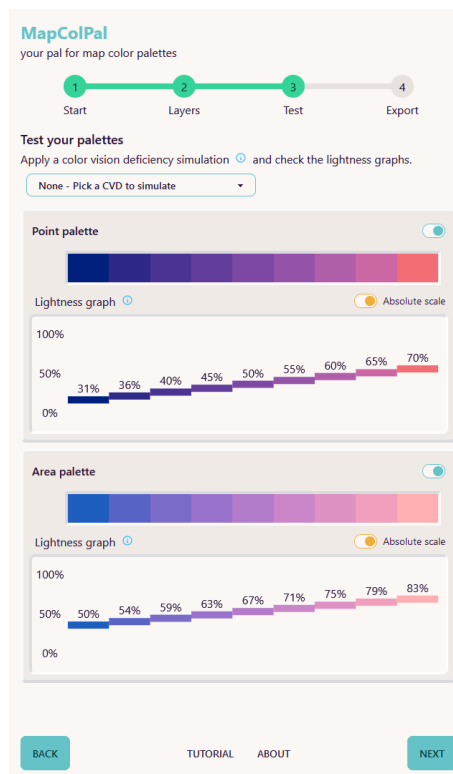 MapColPal
your pal for map color palettes
1 2 3 4
Start Layers Test Export
Test your palettes
Apply a color vision deficiency simulation and check the lightness graphs.
None - Pick a CVD to simulate
Point palette
Lightness graph Absolute scale
100%
50%
0%
31% 36% 40% 45% 50% 55% 60% 65% 70%
Area palette
Lightness graph Absolute scale
100%
50%
0%
50% 54% 59% 63% 67% 71% 75% 79% 83%
BACK TUTORIAL ABOUT NEXT